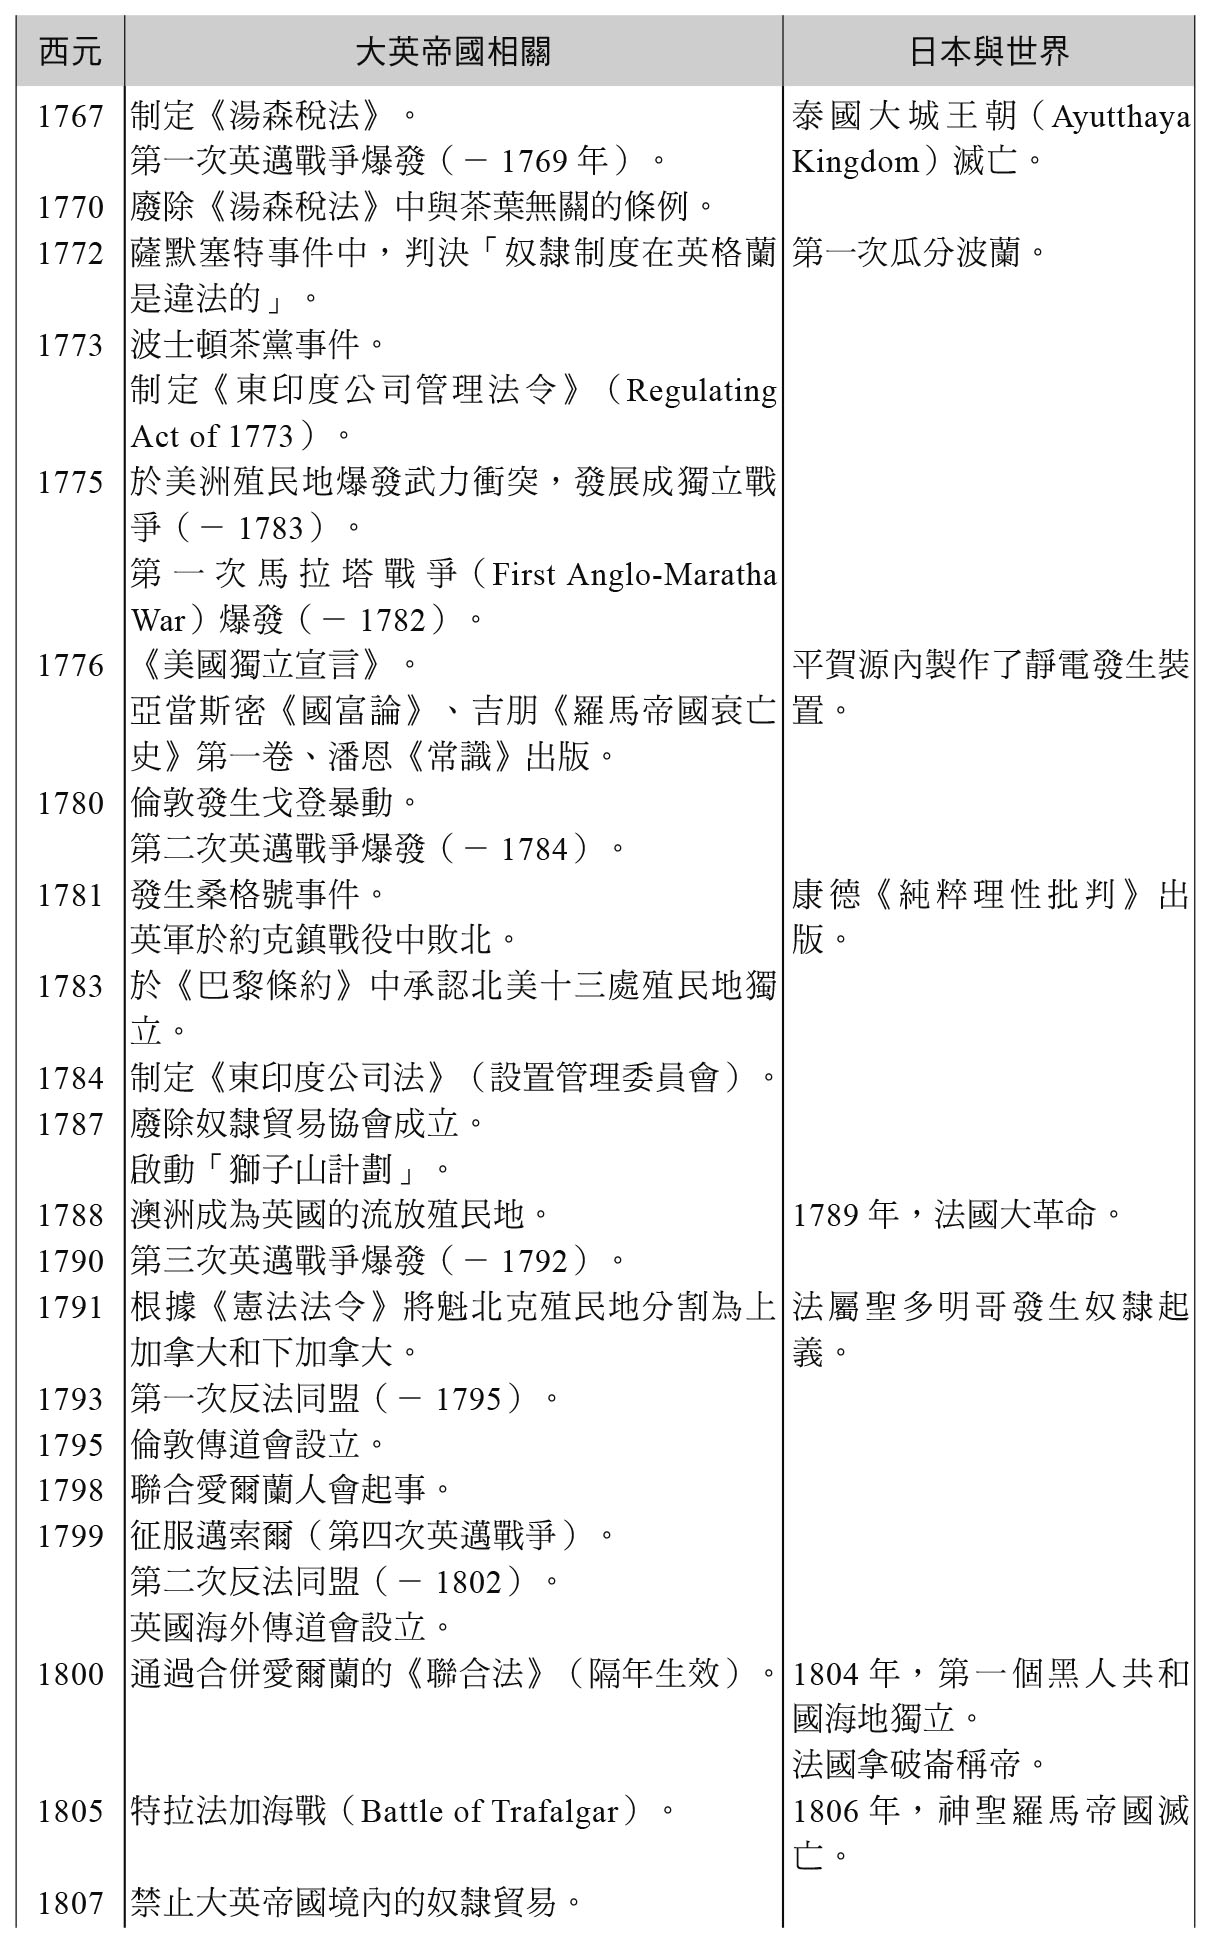 西元 大英帝國相關 日本與世界
1767 制定《湯森稅法》。 泰國大城王朝（Ayutthaya
第一次英邁戰爭爆發（－1769年）。 Kingdom）滅亡。
1770 廢除《湯森稅法》中與茶葉無關的條例。
1772 薩默塞特事件中，判決「奴隸制度在英格蘭 第一次瓜分波蘭。
是違法的」。
1773 波士頓茶黨事件。
制定《東印度公司管理法令》（Regulating
Act of 1773）。
1775 於美洲殖民地爆發武力衝突，發展成獨立戰
爭（－1783）。
第一次馬拉塔戰爭（First Anglo-Maratha
War）爆發（－1782）。
1776 《美國獨立宣言》。 平賀源內製作了靜電發生裝
亞當斯密《國富論》、吉朋《羅馬帝國衰亡 置。
史》第一卷、潘恩《常識》出版。
1780 倫敦發生戈登暴動。
第二次英邁戰爭爆發（－1784）。
1781 發生桑格號事件。 康德《純粹理性批判》出
英軍於約克鎮戰役中敗北。 版。
1783 於《巴黎條約》中承認北美十三處殖民地獨
立。
1784 制定《東印度公司法》（設置管理委員會）。
1787 廢除奴隸貿易協會成立。
啟動「獅子山計劃」。
1788 澳洲成為英國的流放殖民地。 1789年，法國大革命。
1790 第三次英邁戰爭爆發（－1792）。
1791 根據《憲法法令》將魁北克殖民地分割為上 法屬聖多明哥發生奴隸起
加拿大和下加拿大。 義。
1793 第一次反法同盟（－1795）。
1795 倫敦傳道會設立。
1798 聯合愛爾蘭人會起事。
1799 征服邁索爾（第四次英邁戰爭）。
第二次反法同盟（－1802）。
英國海外傳道會設立。
1800 通過合併愛爾蘭的《聯合法》（隔年生效）。 1804年，第一個黑人共和
國海地獨立。
法國拿破崙稱帝。
1805 特拉法加海戰（Battle of Trafalgar）。 1806年，神聖羅馬帝國滅
亡。
1807 禁止大英帝國境內的奴隸貿易。